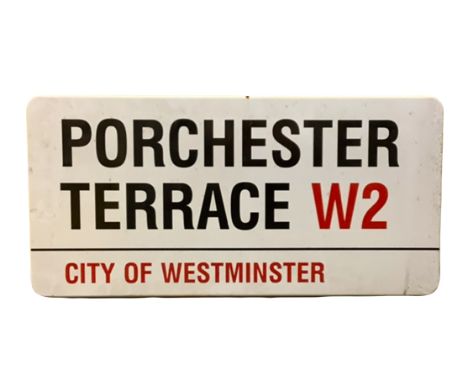 PORCHESTER
TERRACE W2
CITY OF WESTMINSTER